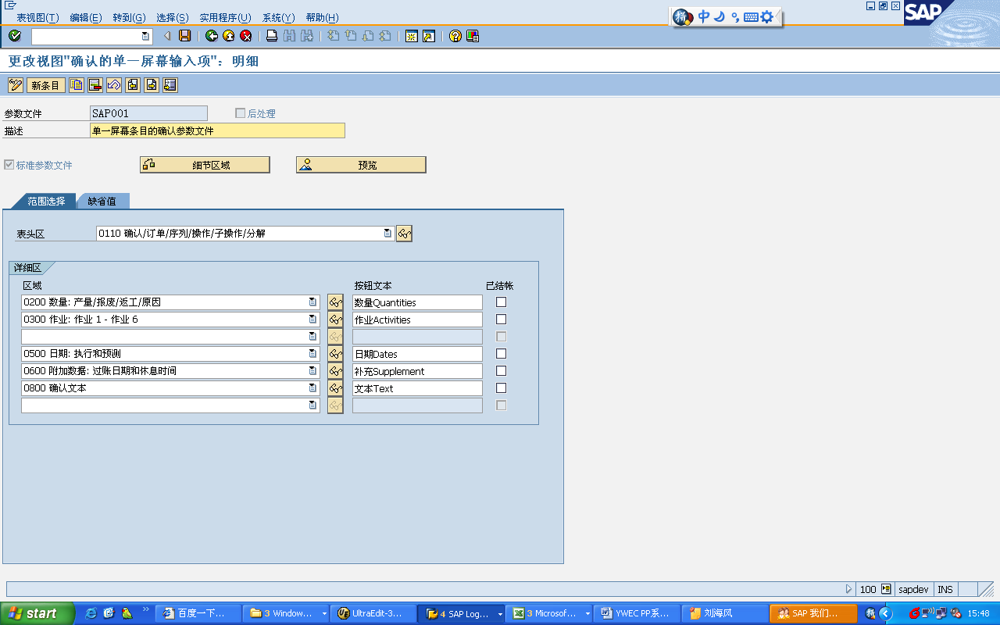 表视图(T) 编辑(E) 转到(G) 选择(S) 实用程序(U) 系统(Y) 帮助(H)
中
SAP
更改视图"确认的单一屏幕输入项": 明细
新条目
参数文件 SAP001 后处理
描述 单一屏幕条目的确认参数文件
标准参数文件 细节区域 预览
范围选择 缺省值
表头区 0110 确认/订单/序列/操作/子操作/分解
详细区
区域 按钮文本 已结帐
0200 数量: 产量/报废/返工/原因 数量Quantities
0300 作业: 作业 1 - 作业 6 作业Activities
0500 日期: 执行和预测 日期Dates
0600 附加数据: 过账日期和休息时间 补充Supplement
0800 确认文本 文本Text
100 sapdev INS
start 百度一下... 3 Window... UltraEdit-3... 4 SAP Log... 3 Microsof... YWEC PP系... 刘海风 SAP 我们... 15:48